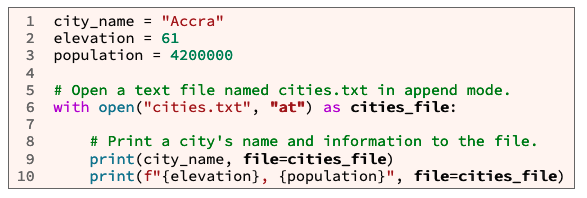 1 city_name = "Accra"
2 elevation = 61
3 population = 4200000
4
5 # Open a text file named cities.txt in append mode.
6 with open("cities.txt", "at") as cities_file:
7
8     # Print a city's name and information to the file.
9     print(city_name, file=cities_file)
10     print(f"{elevation}, {population}", file=cities_file)